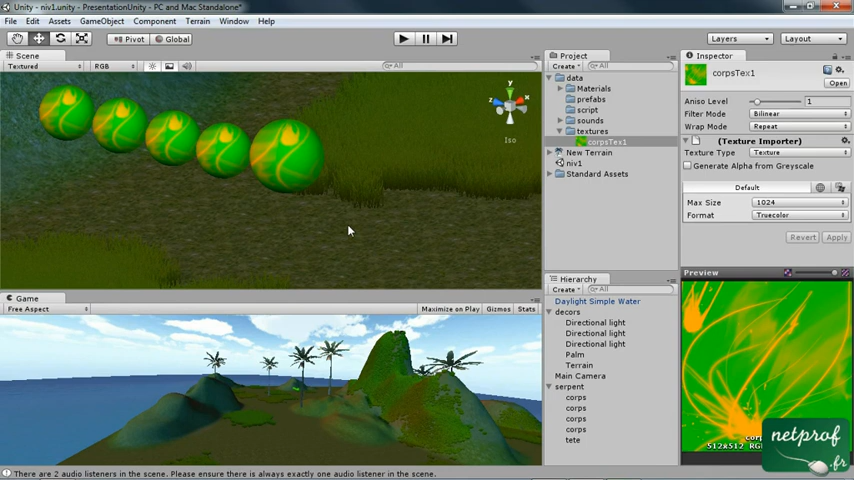 Unity - niv1.unity - PresentationUnity - PC and Mac Standalone*
File Edit Assets GameObject Component Terrain Window Help
Pivot Global Layers Layout
Scene
Textured RGB All
y
z
x
Iso
Game
Free Aspect Maximize on Play Gizmos Stats
Project
Create All
data
Materials
prefabs
script
sounds
textures
corpsTex1
New Terrain
niv1
Standard Assets
Hierarchy
Create All
Daylight Simple Water
decors
Directional light
Directional light
Directional light
Palm
Terrain
Main Camera
serpent
corps
corps
corps
corps
tete
Inspector
corpsTex1
Open
Aniso Level 1
Filter Mode Bilinear
Wrap Mode Repeat
(Texture Importer)
Texture Type Texture
Generate Alpha from Greyscale
Default
Max Size 1024
Format Truecolor
Revert Apply
Preview
512x512
netprof
.fr
There are 2 audio listeners in the scene. Please ensure there is always exactly one audio listener in the scene.